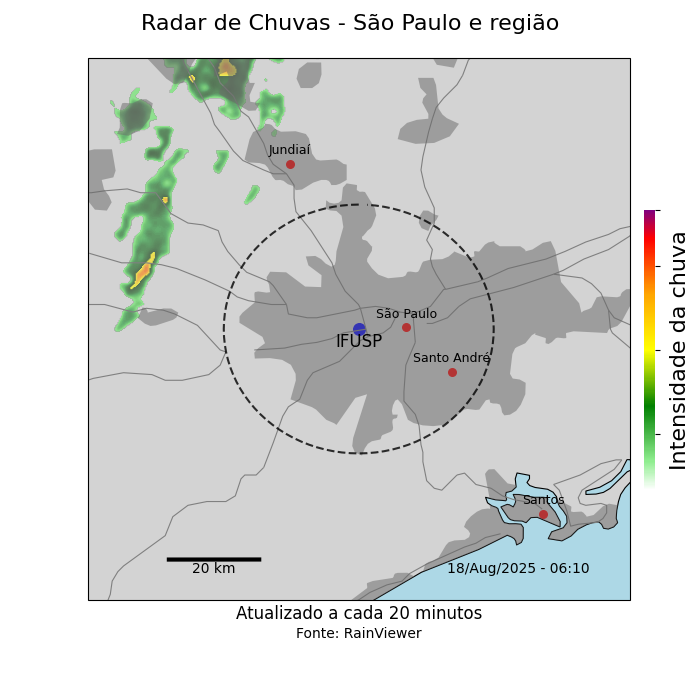 Radar de Chuvas - São Paulo e região
Jundiaí
São Paulo
IFUSP
Santo André
Intensidade da chuva
Santos
20 km
18/Aug/2025 - 06:10
Atualizado a cada 20 minutos
Fonte: RainViewer